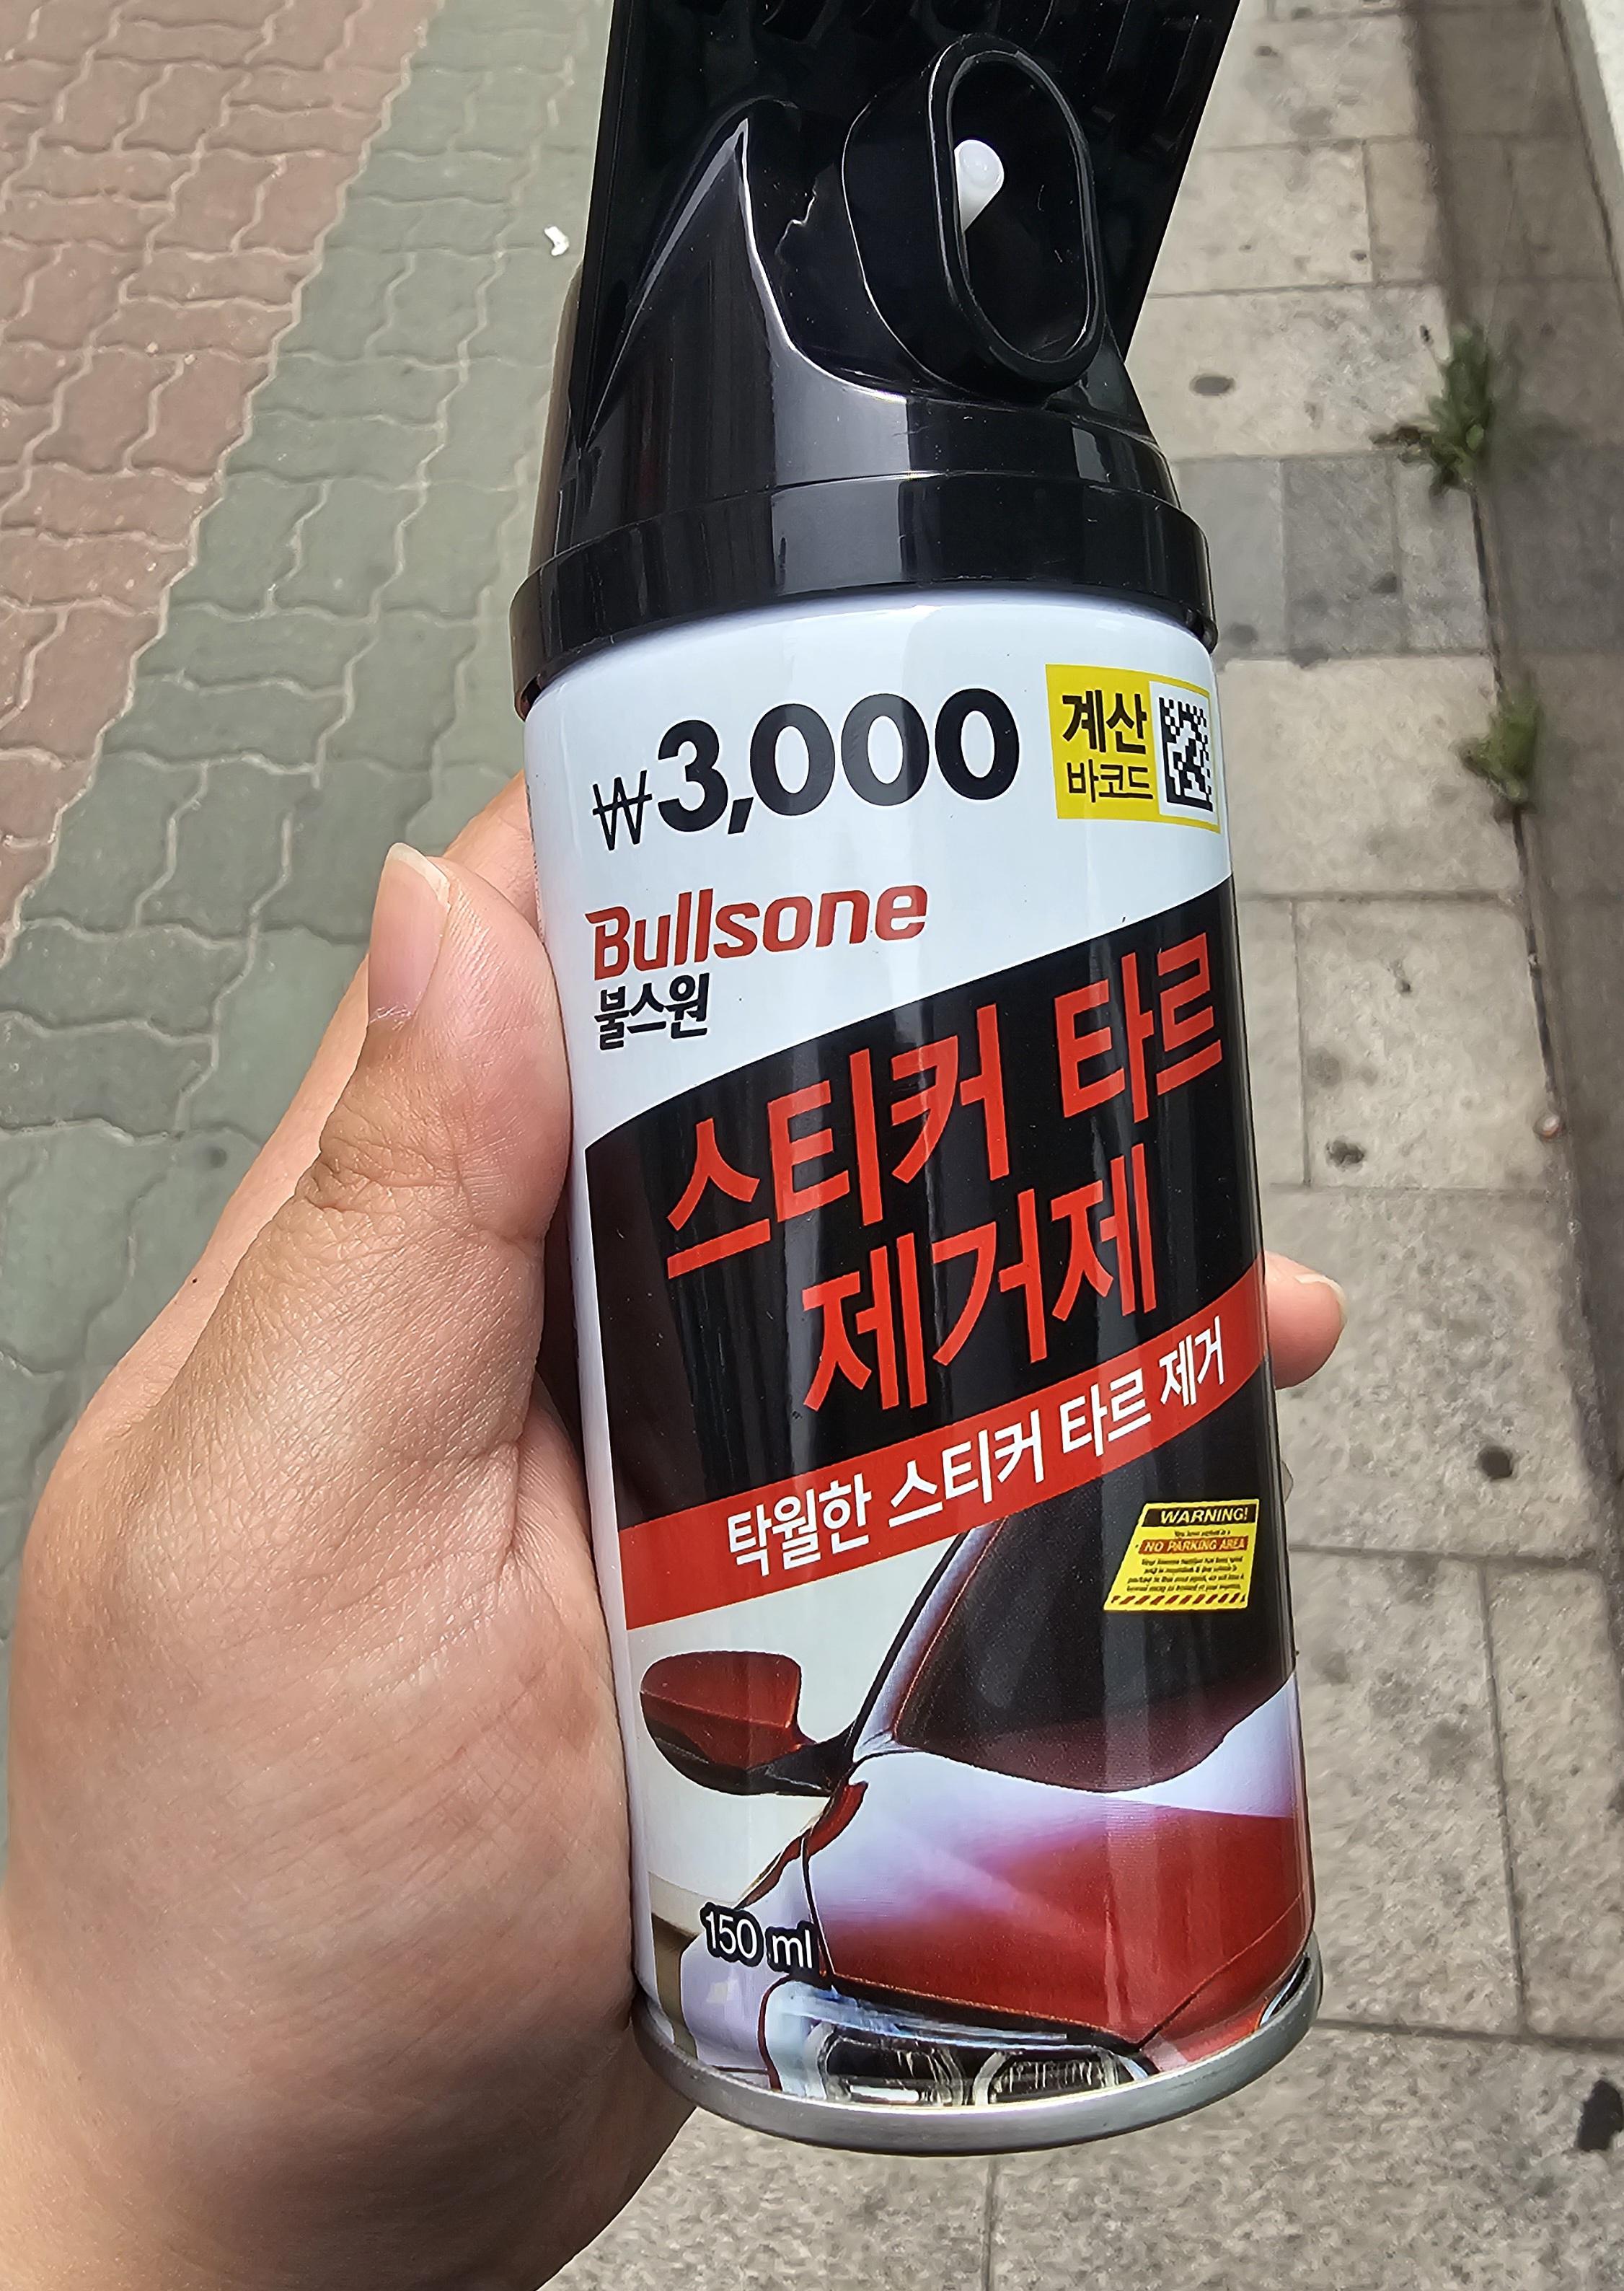 ₩3,000
계산
바코드
Bullsone
불스원
스티커 타르
제거제
탁월한 스티커 타르 제거
WARNING!
NO PARKING AREA
150 ml